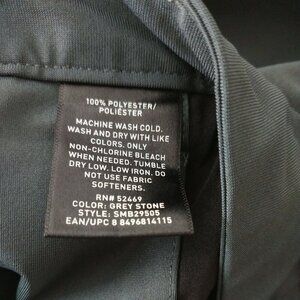 100% POLYESTER/
POLIÉSTER
MACHINE WASH COLD.
WASH AND DRY WITH LIKE
COLORS. ONLY
NON-CHLORINE BLEACH
WHEN NEEDED. TUMBLE
DRY LOW. LOW IRON. DO
NOT USE FABRIC
SOFTENERS.
RN# 52469
COLOR: GREY STONE
STYLE: SMB29505
EAN/UPC 8 8496814115